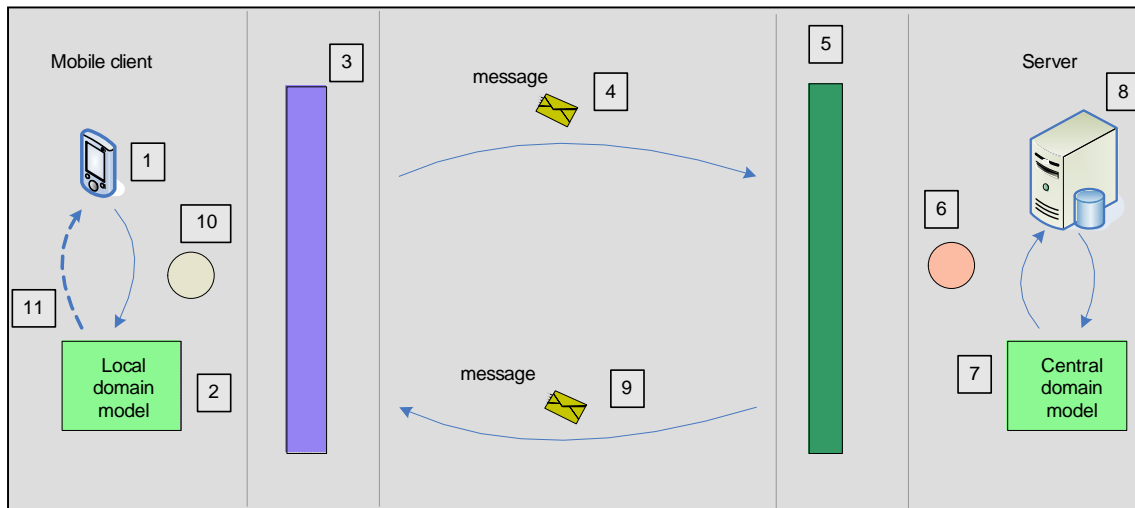 Mobile client
3
message
4
5
Server
8
1
10
6
11
Local
domain
model
2
message
9
7
Central
domain
model